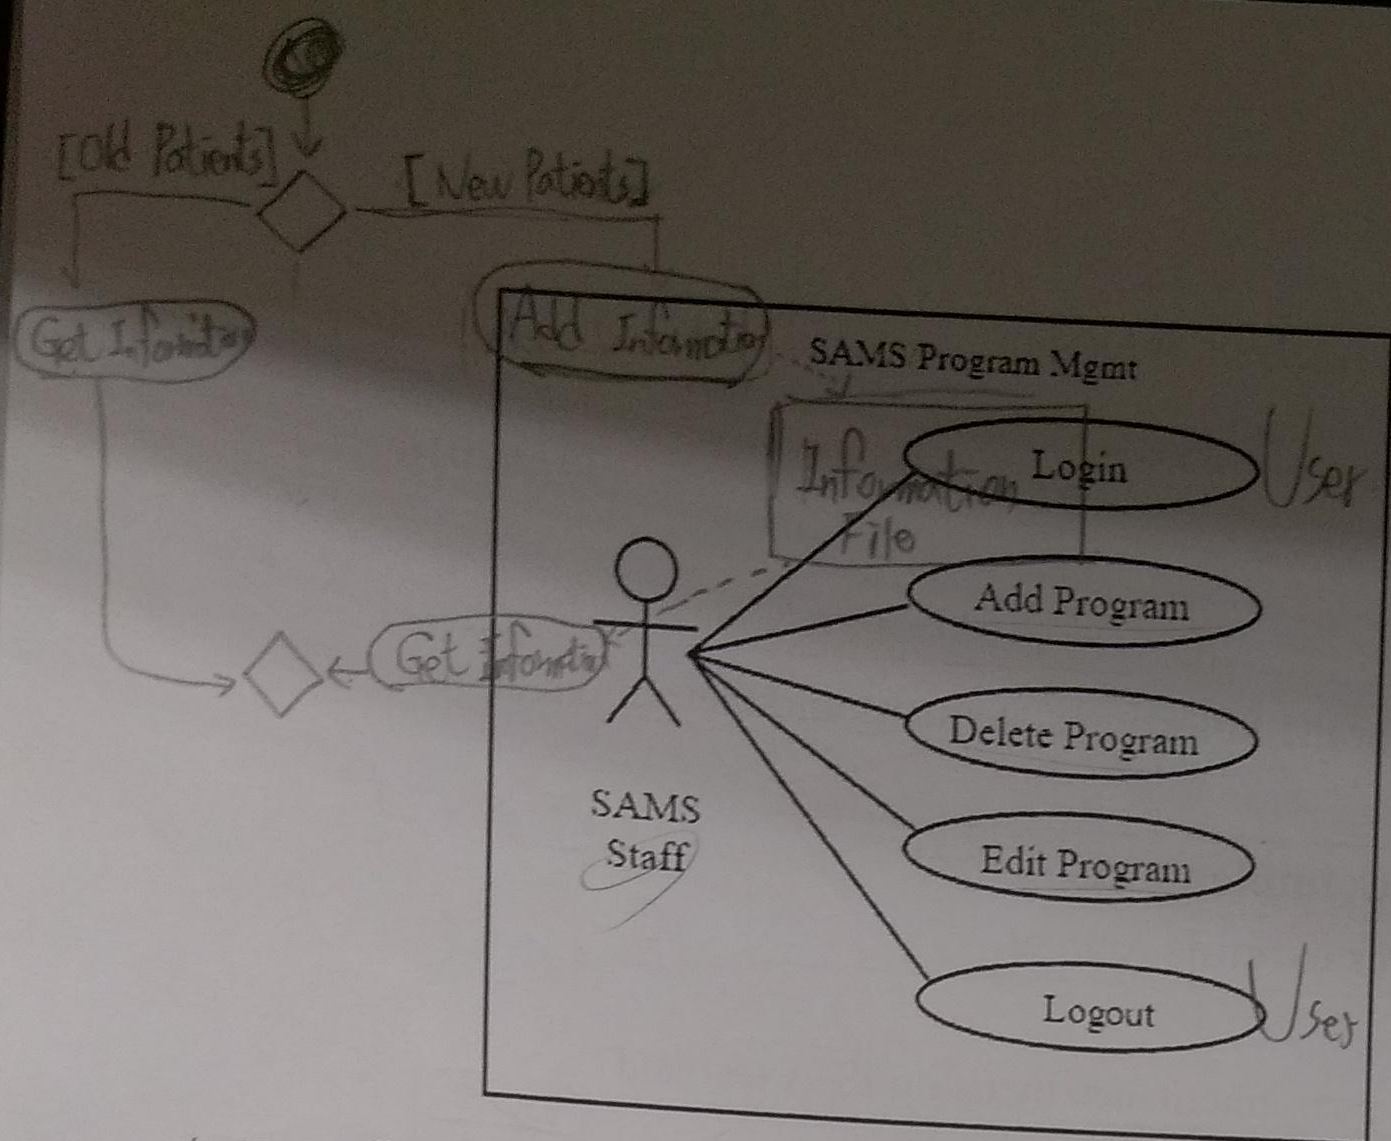 [Old Patients]
[New Patients]
Get Information
Add Information
SAMS Program Mgmt
Information
File
Login
User
Add Program
Get Information
Delete Program
SAMS
Staff
Edit Program
Logout
User